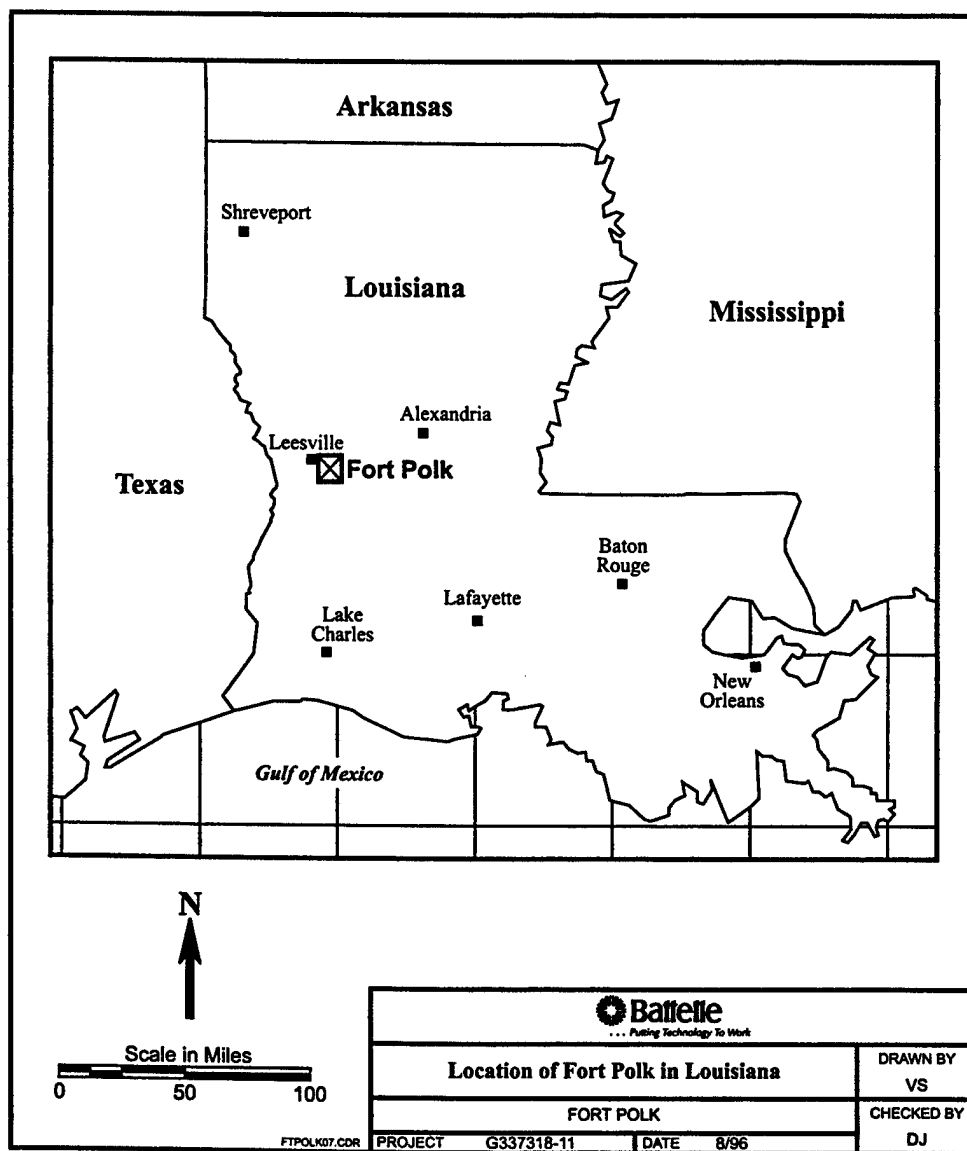 Arkansas
Shreveport
Louisiana
Mississippi
Alexandria
Leesville
Fort Polk
Texas
Baton
Rouge
Lafayette
Lake
Charles
New
Orleans
Gulf of Mexico
N
Scale in Miles
0 50 100
FTPOLK07.CDR
Battelle
... Putting Technology To Work
Location of Fort Polk in Louisiana
DRAWN BY
VS
FORT POLK
CHECKED BY
DJ
PROJECT G337318-11 DATE 8/96